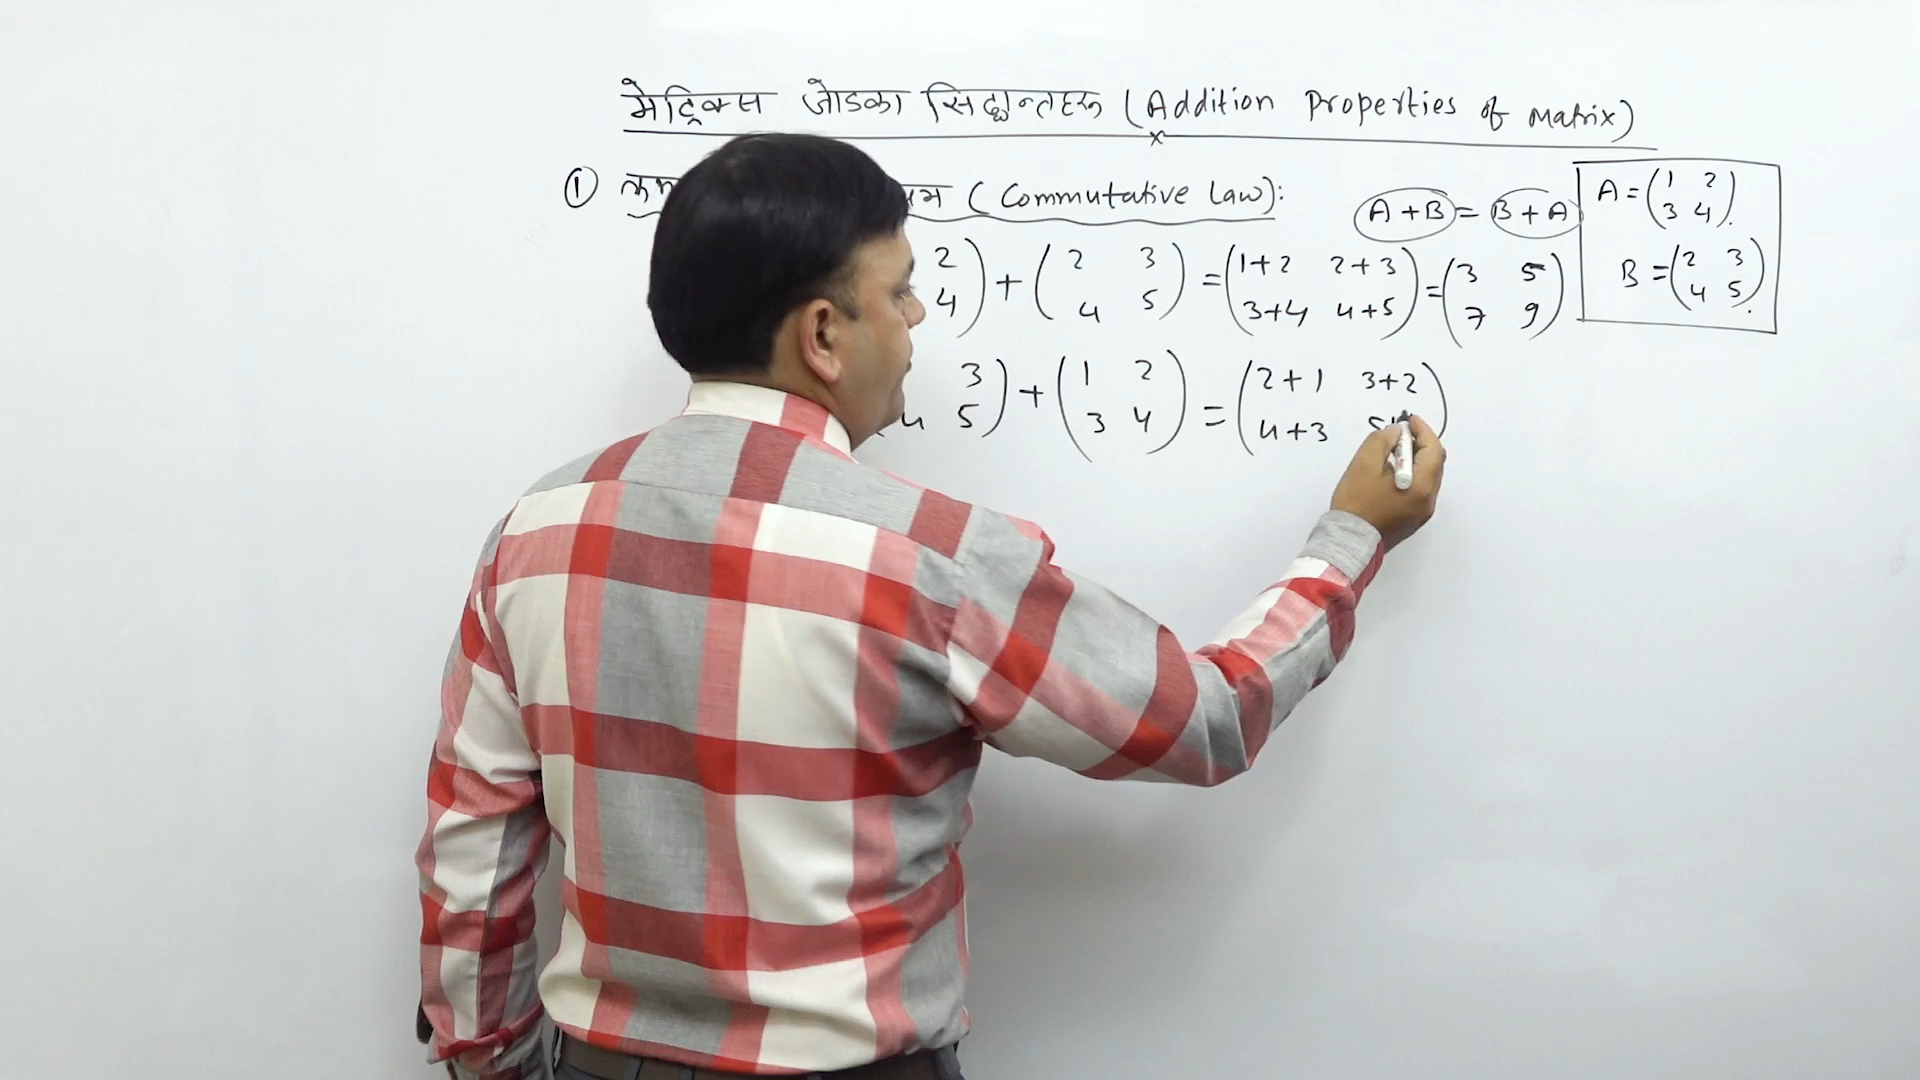 मेट्रिक्स जोडका सिद्धान्तहरू (Addition Properties of Matrix)
① (Commutative Law): A+B = B+A
A = (1 2
3 4).
B = (2 3
4 5).
2
4) + (2 3
4 5) = (1+2 2+3
3+4 4+5) = (3 5
7 9)
3
4 5) + (1 2
3 4) = (2+1 3+2
4+3